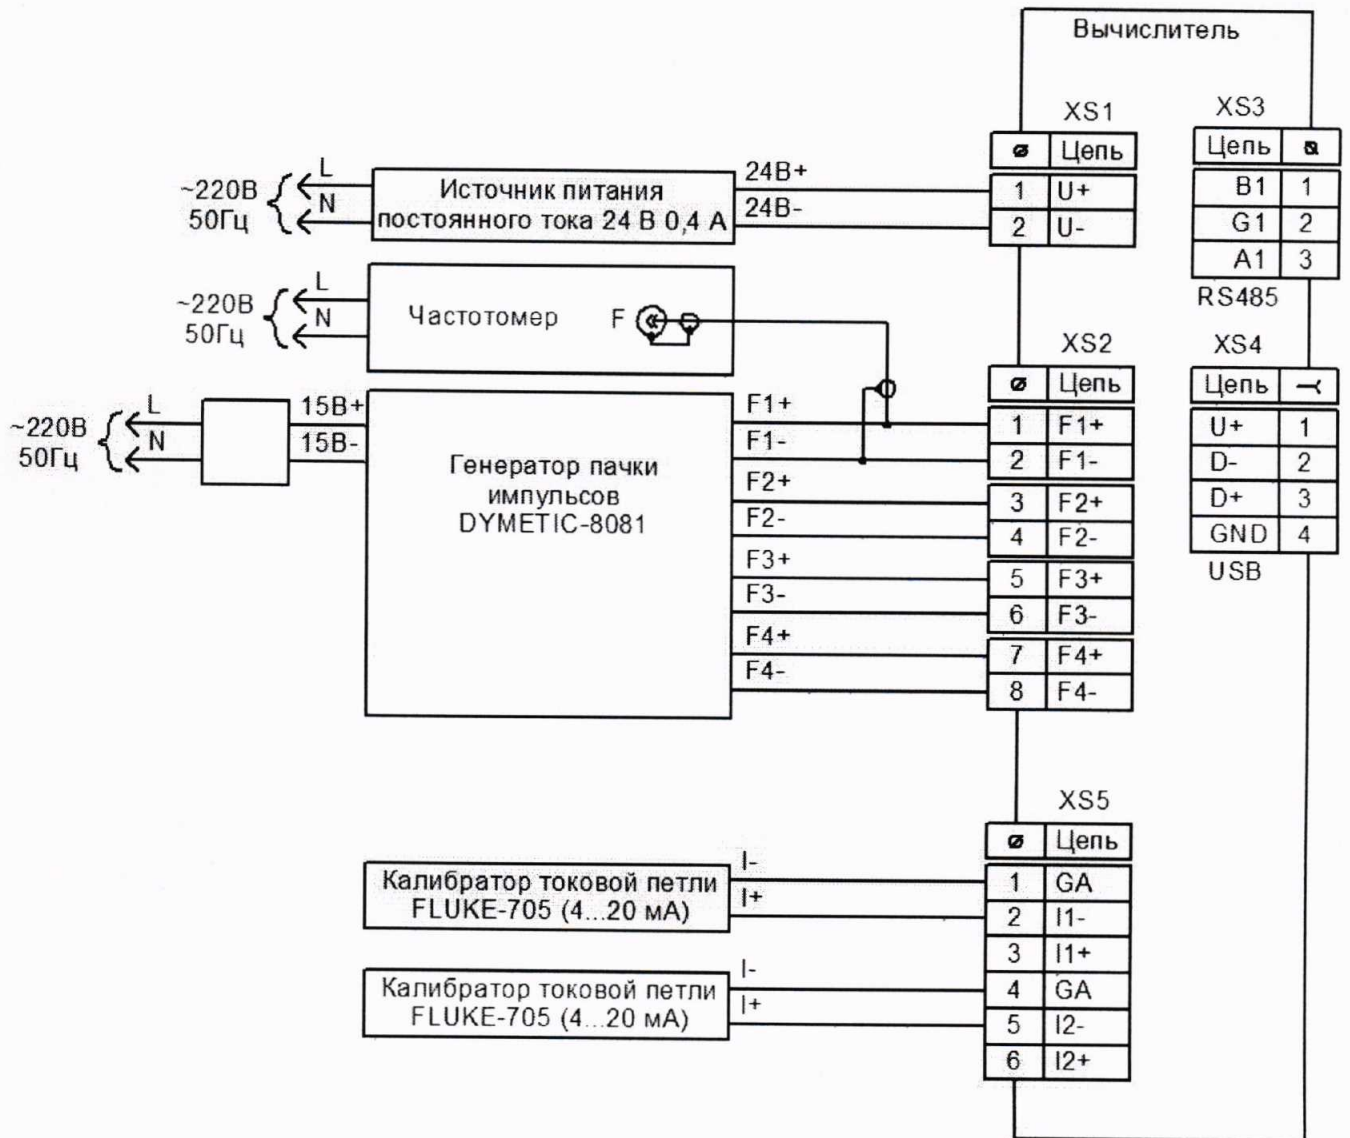 Вычислитель
XS1
Цепь
1 U+
2 U-
XS3
Цепь
B1 1
G1 2
A1 3
RS485
~220В
50Гц
L
N
Источник питания
постоянного тока 24 В 0,4 А
24В+
24В-
~220В
50Гц
L
N
Частотомер F
XS2
Цепь
1 F1+
2 F1-
3 F2+
4 F2-
5 F3+
6 F3-
7 F4+
8 F4-
XS4
Цепь
U+ 1
D- 2
D+ 3
GND 4
USB
~220В
50Гц
L
N
15В+
15В-
Генератор пачки
импульсов
DYMETIC-8081
F1+
F1-
F2+
F2-
F3+
F3-
F4+
F4-
XS5
Цепь
1 GA
2 I1-
3 I1+
4 GA
5 I2-
6 I2+
Калибратор токовой петли
FLUKE-705 (4...20 мА)
I-
I+
Калибратор токовой петли
FLUKE-705 (4...20 мА)
I-
I+